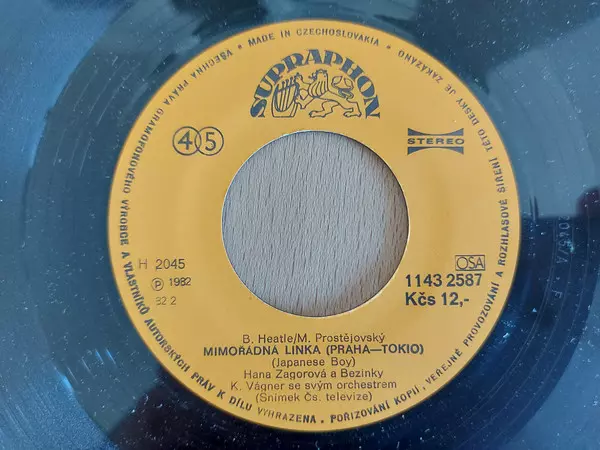 VŠECHNA PRÁVA GRAMOFONOVÉHO VÝROBCE A VLASTNÍKŮ AUTORSKÝCH PRÁV K DÍLU VYHRAZENA. POŘIZOVÁNÍ KOPIÍ, VEŘEJNÉ PROVOZOVÁNÍ A ROZHLASOVÉ ŠÍŘENÍ TÉTO DESKY JE ZAKÁZÁNO
MADE IN CZECHOSLOVAKIA
SUPRAPHON
45
STEREO
H 2045
OSA
℗ 1982
1143 2587
82 2
Kčs 12,-
B. Heatle/M. Prostějovský
MIMOŘÁDNÁ LINKA (PRAHA—TOKIO)
(Japanese Boy)
Hana Zagorová a Bezinky
K. Vágner se svým orchestrem
(Snímek Čs. televize)